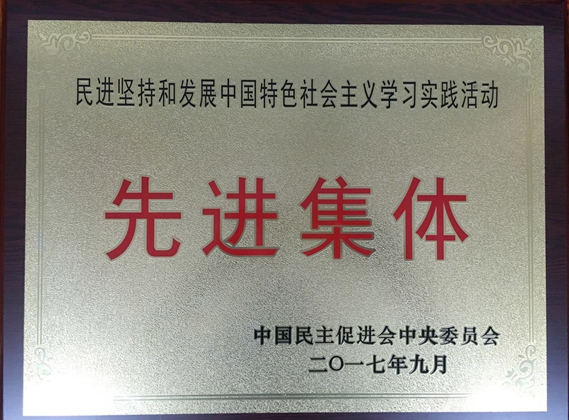 民进坚持和发展中国特色社会主义学习实践活动
先进集体
中国民主促进会中央委员会
二〇一七年九月